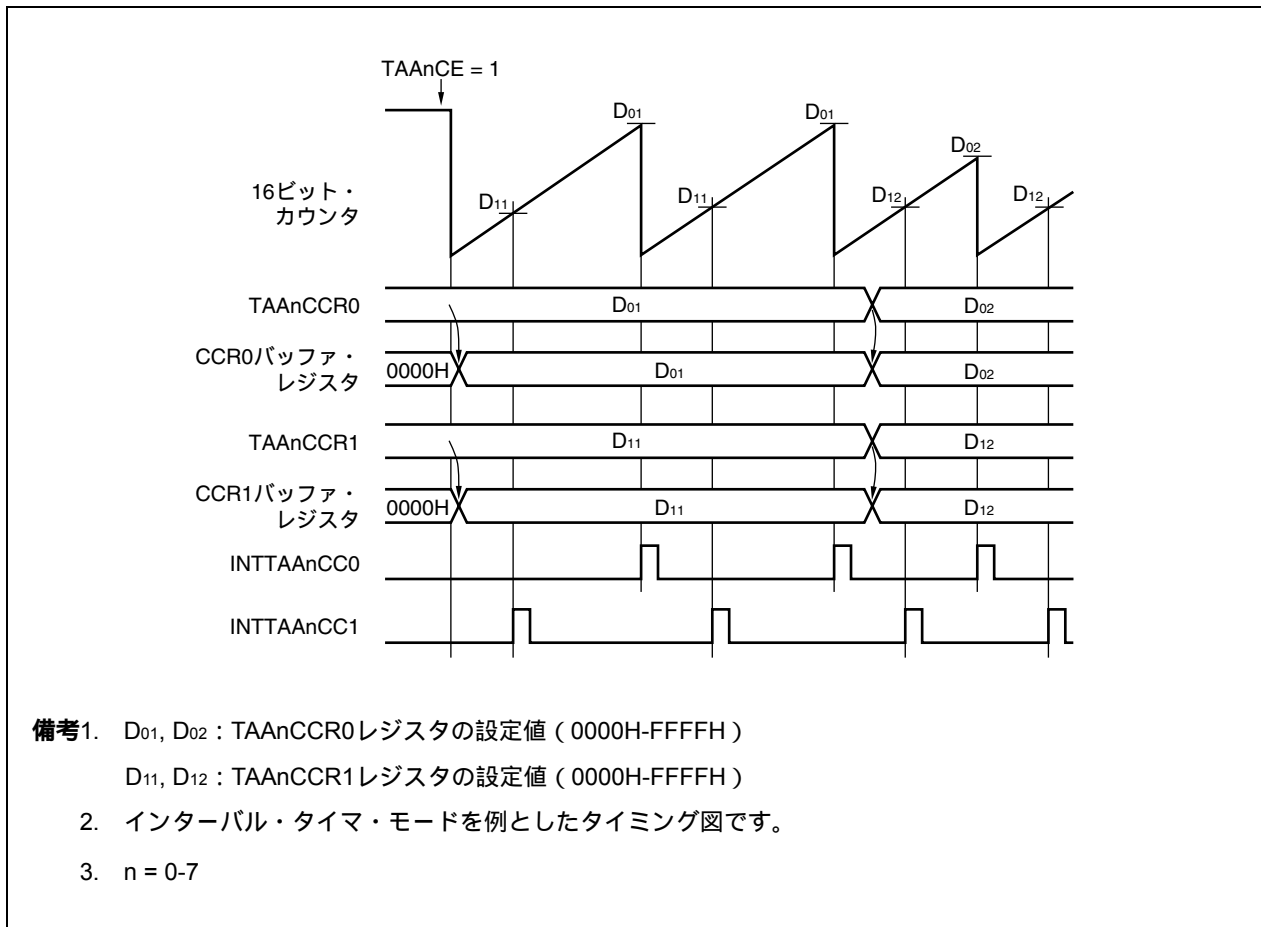 TAAnCE = 1
D01
D01
D02
D11
D11
D12
D12
16ビット・
カウンタ
TAAnCCR0
D01
D02
CCR0バッファ・
レジスタ
0000H
D01
D02
TAAnCCR1
D11
D12
CCR1バッファ・
レジスタ
0000H
D11
D12
INTTAAnCC0
INTTAAnCC1
備考1. D01, D02：TAAnCCR0レジスタの設定値（0000H-FFFFH）
D11, D12：TAAnCCR1レジスタの設定値（0000H-FFFFH）
2. インターバル・タイマ・モードを例としたタイミング図です。
3. n = 0-7